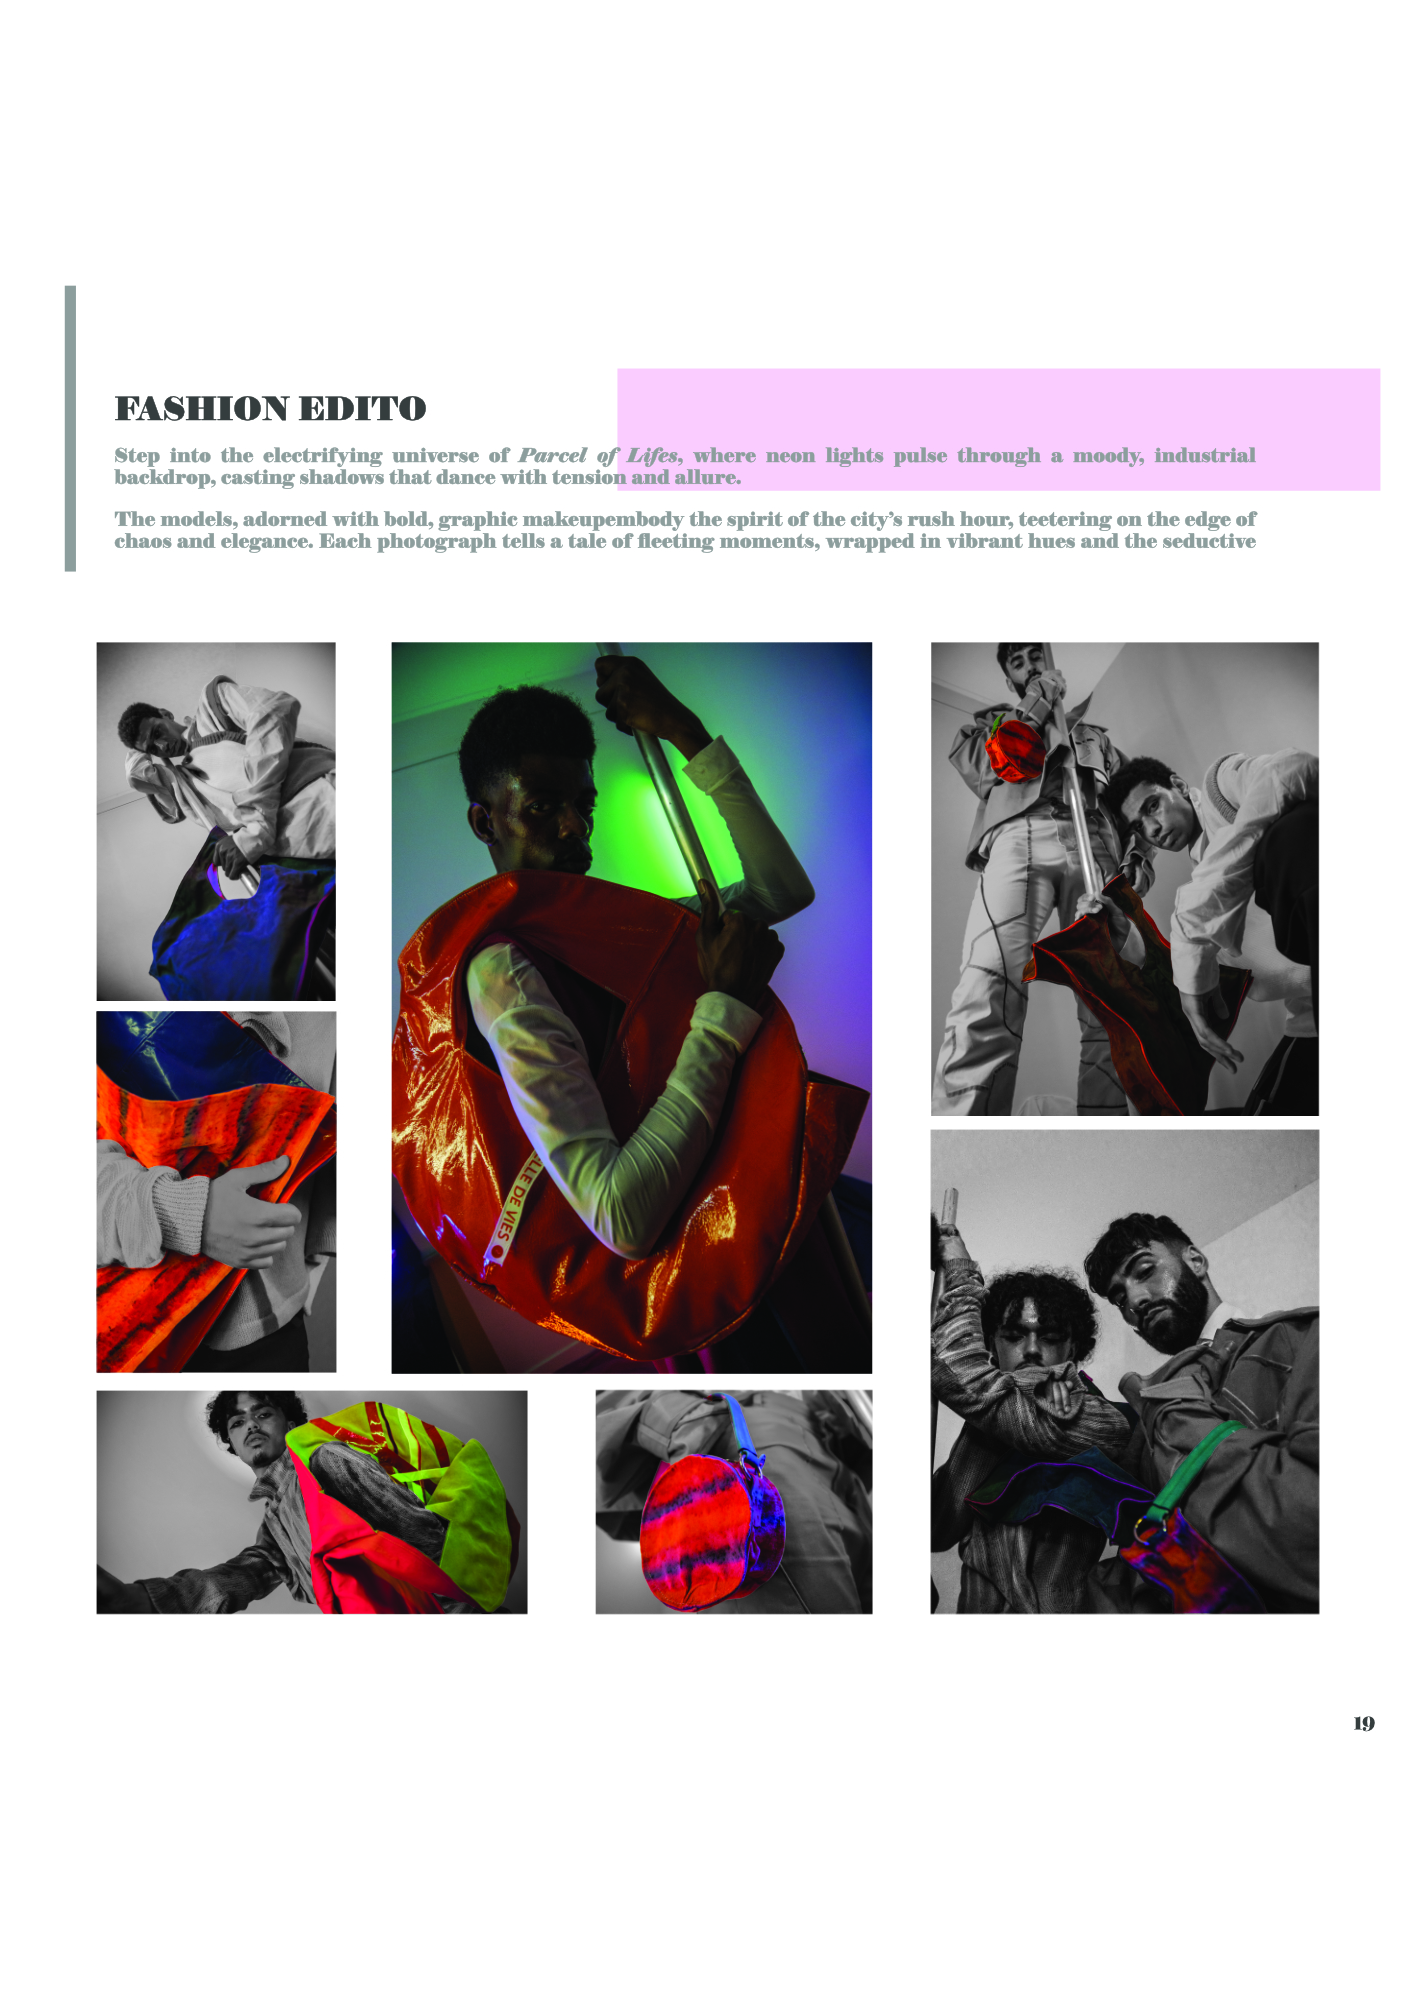 FASHION EDITO
Step into the electrifying universe of Parcel of Lifes, where neon lights pulse through a moody, industrial
backdrop, casting shadows that dance with tension and allure.
The models, adorned with bold, graphic makeupembody the spirit of the city’s rush hour, teetering on the edge of
chaos and elegance. Each photograph tells a tale of fleeting moments, wrapped in vibrant hues and the seductive
ELLE DE VIES
19